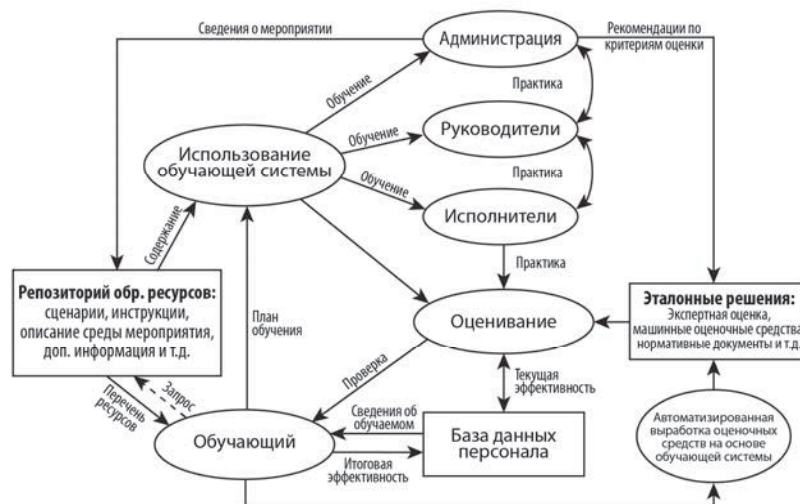 Сведения о мероприятии
Администрация
Рекомендации по
критериям оценки
Обучение
Практика
Руководители
Обучение
Использование
обучающей системы
Практика
Обучение
Исполнители
Содержание
Практика
Репозиторий обр. ресурсов:
сценарии, инструкции,
описание среды мероприятия,
доп. информация и т.д.
План
обучения
Оценивание
Эталонные решения:
Экспертная оценка,
машинные оценочные средства,
нормативные документы и т.д.
Проверка
Текущая
эффективность
Запрос
Перечень
ресурсов
Сведения об
обучаемом
Обучающий
База данных
персонала
Итоговая
эффективность
Автоматизированная
выработка оценочных
средств на основе
обучающей системы